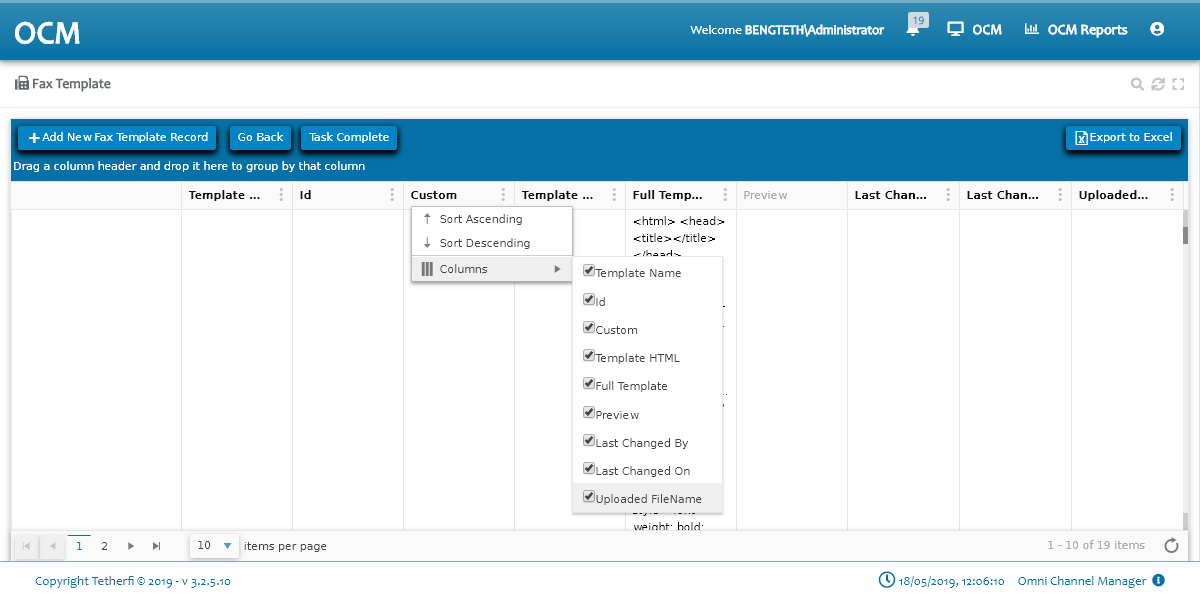 OCM
Welcome BENGTETH\Administrator
19
OCM
OCM Reports
Fax Template
Add New Fax Template Record
Go Back
Task Complete
Export to Excel
Drag a column header and drop it here to group by that column
Template ...
Id
Custom
Template ...
Full Temp...
Preview
Last Chan...
Last Chan...
Uploaded...
Sort Ascending
Sort Descending
Columns
<html> <head>
<title></title>
</head>
Template Name
Id
Custom
Template HTML
Full Template
Preview
Last Changed By
Last Changed On
Uploaded FileName
weight: bold;
1
2
10
items per page
1 - 10 of 19 items
Copyright Tetherfi © 2019 - v 3.2.5.10
18/05/2019, 12:06:10
Omni Channel Manager